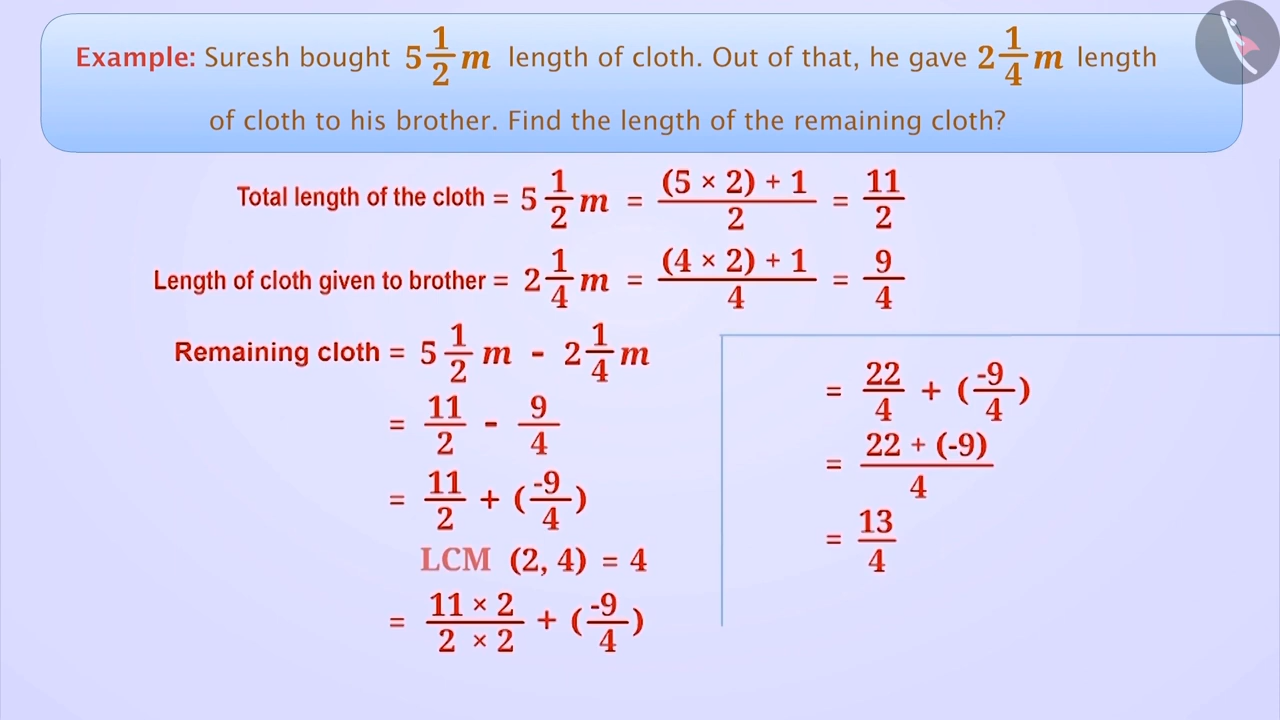 Example: Suresh bought 5 1/2 m length of cloth. Out of that, he gave 2 1/4 m length
of cloth to his brother. Find the length of the remaining cloth?
Total length of the cloth = 5 1/2 m = (5 × 2) + 1 / 2 = 11/2
Length of cloth given to brother = 2 1/4 m = (4 × 2) + 1 / 4 = 9/4
Remaining cloth = 5 1/2 m - 2 1/4 m
= 11/2 - 9/4
= 11/2 + (-9/4)
LCM (2, 4) = 4
= 11 × 2 / 2 × 2 + (-9/4)
= 22/4 + (-9/4)
= 22 + (-9) / 4
= 13/4